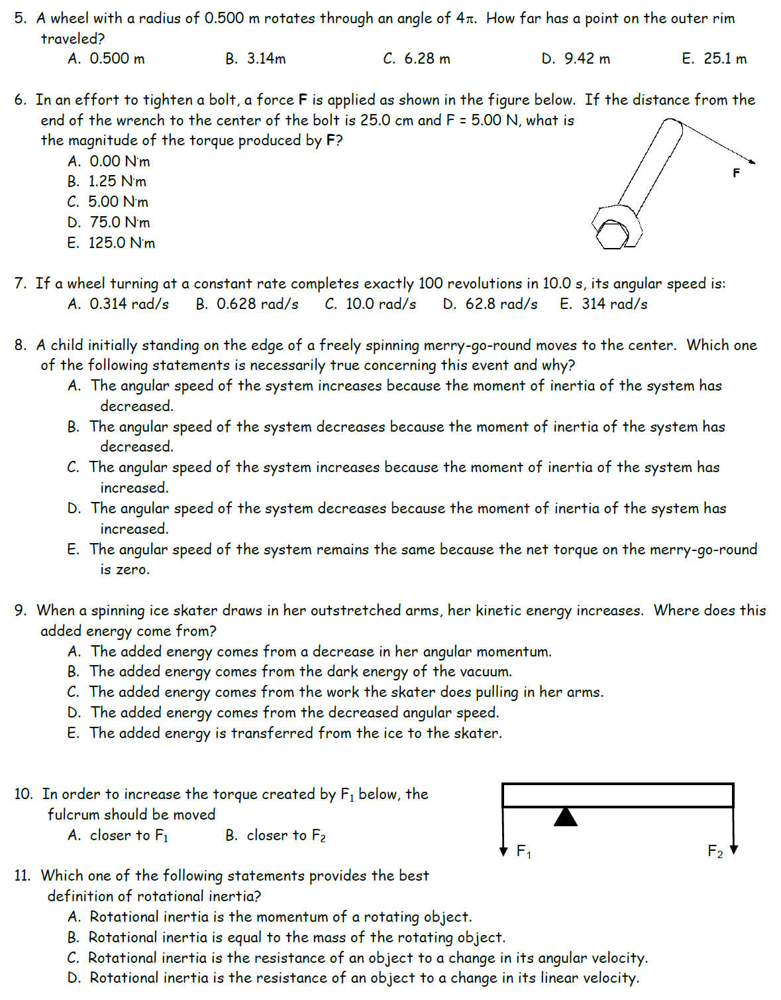 5. A wheel with a radius of 0.500 m rotates through an angle of 4π. How far has a point on the outer rim
traveled?
A. 0.500 m B. 3.14m C. 6.28 m D. 9.42 m E. 25.1 m
6. In an effort to tighten a bolt, a force F is applied as shown in the figure below. If the distance from the
end of the wrench to the center of the bolt is 25.0 cm and F = 5.00 N, what is
the magnitude of the torque produced by F?
A. 0.00 N·m
B. 1.25 N·m
C. 5.00 N·m
D. 75.0 N·m
E. 125.0 N·m
F
7. If a wheel turning at a constant rate completes exactly 100 revolutions in 10.0 s, its angular speed is:
A. 0.314 rad/s B. 0.628 rad/s C. 10.0 rad/s D. 62.8 rad/s E. 314 rad/s
8. A child initially standing on the edge of a freely spinning merry-go-round moves to the center. Which one
of the following statements is necessarily true concerning this event and why?
A. The angular speed of the system increases because the moment of inertia of the system has
decreased.
B. The angular speed of the system decreases because the moment of inertia of the system has
decreased.
C. The angular speed of the system increases because the moment of inertia of the system has
increased.
D. The angular speed of the system decreases because the moment of inertia of the system has
increased.
E. The angular speed of the system remains the same because the net torque on the merry-go-round
is zero.
9. When a spinning ice skater draws in her outstretched arms, her kinetic energy increases. Where does this
added energy come from?
A. The added energy comes from a decrease in her angular momentum.
B. The added energy comes from the dark energy of the vacuum.
C. The added energy comes from the work the skater does pulling in her arms.
D. The added energy comes from the decreased angular speed.
E. The added energy is transferred from the ice to the skater.
10. In order to increase the torque created by F₁ below, the
fulcrum should be moved
A. closer to F₁ B. closer to F₂
F₁ F₂
11. Which one of the following statements provides the best
definition of rotational inertia?
A. Rotational inertia is the momentum of a rotating object.
B. Rotational inertia is equal to the mass of the rotating object.
C. Rotational inertia is the resistance of an object to a change in its angular velocity.
D. Rotational inertia is the resistance of an object to a change in its linear velocity.